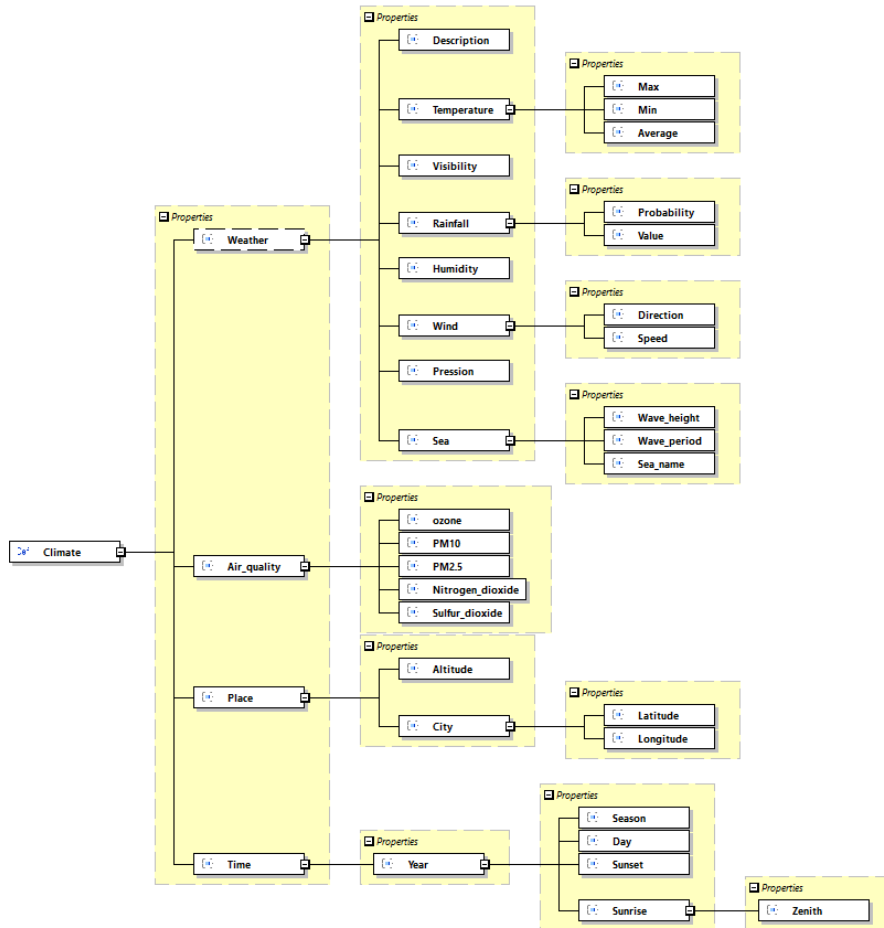 Properties
Description
Properties
Temperature
Max
Min
Average
Visibility
Properties
Properties
Rainfall
Probability
Value
Weather
Humidity
Properties
Wind
Direction
Speed
Pression
Properties
Sea
Wave_height
Wave_period
Sea_name
Properties
ozone
Climate
PM10
Air_quality
PM2.5
Nitrogen_dioxide
Sulfur_dioxide
Properties
Altitude
Properties
Place
City
Latitude
Longitude
Properties
Season
Properties
Day
Time
Year
Sunset
Properties
Sunrise
Zenith